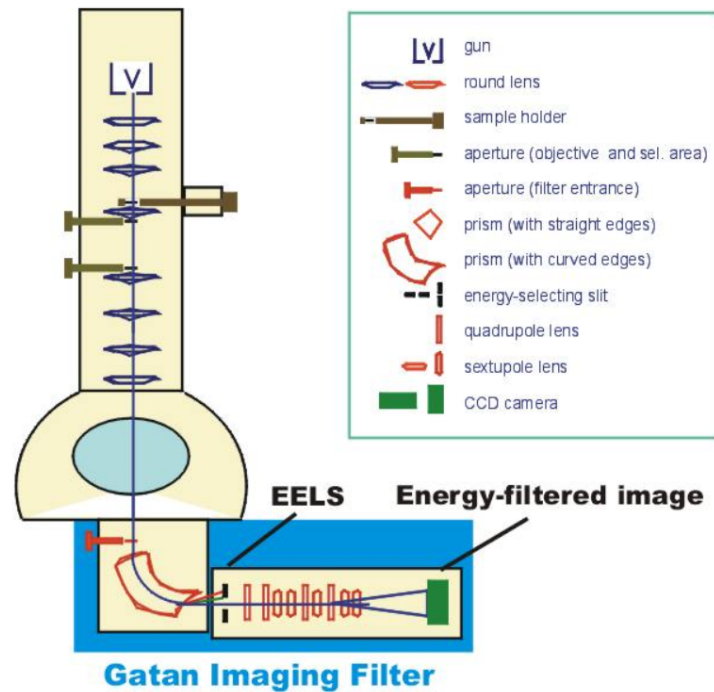 gun
round lens
sample holder
aperture (objective and sel. area)
aperture (filter entrance)
prism (with straight edges)
prism (with curved edges)
energy-selecting slit
quadrupole lens
sextupole lens
CCD camera
EELS
Energy-filtered image
Gatan Imaging Filter